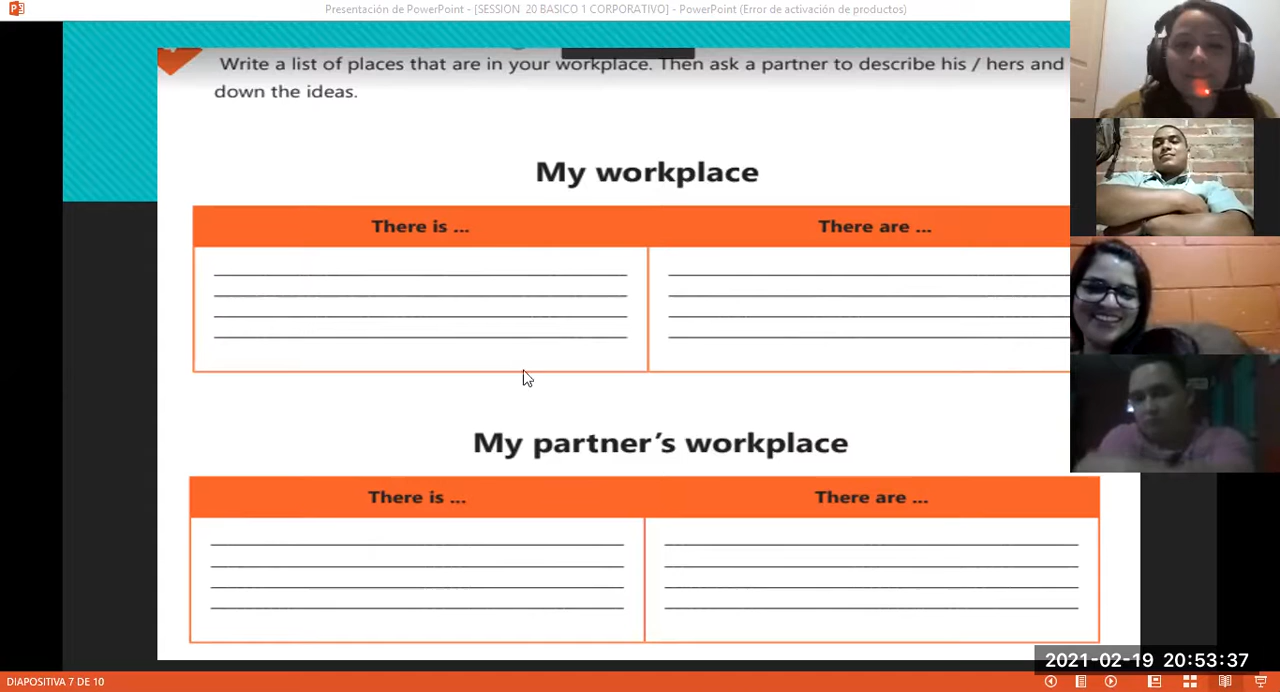 Presentación de PowerPoint - [SESSION 20 BASICO 1 CORPORATIVO] - PowerPoint (Error de activación de productos)
Write a list of places that are in your workplace. Then ask a partner to describe his / hers and
down the ideas.
My workplace
There is ... There are ...
My partner's workplace
There is ... There are ...
2021-02-19 20:53:37
DIAPOSITIVA 7 DE 10